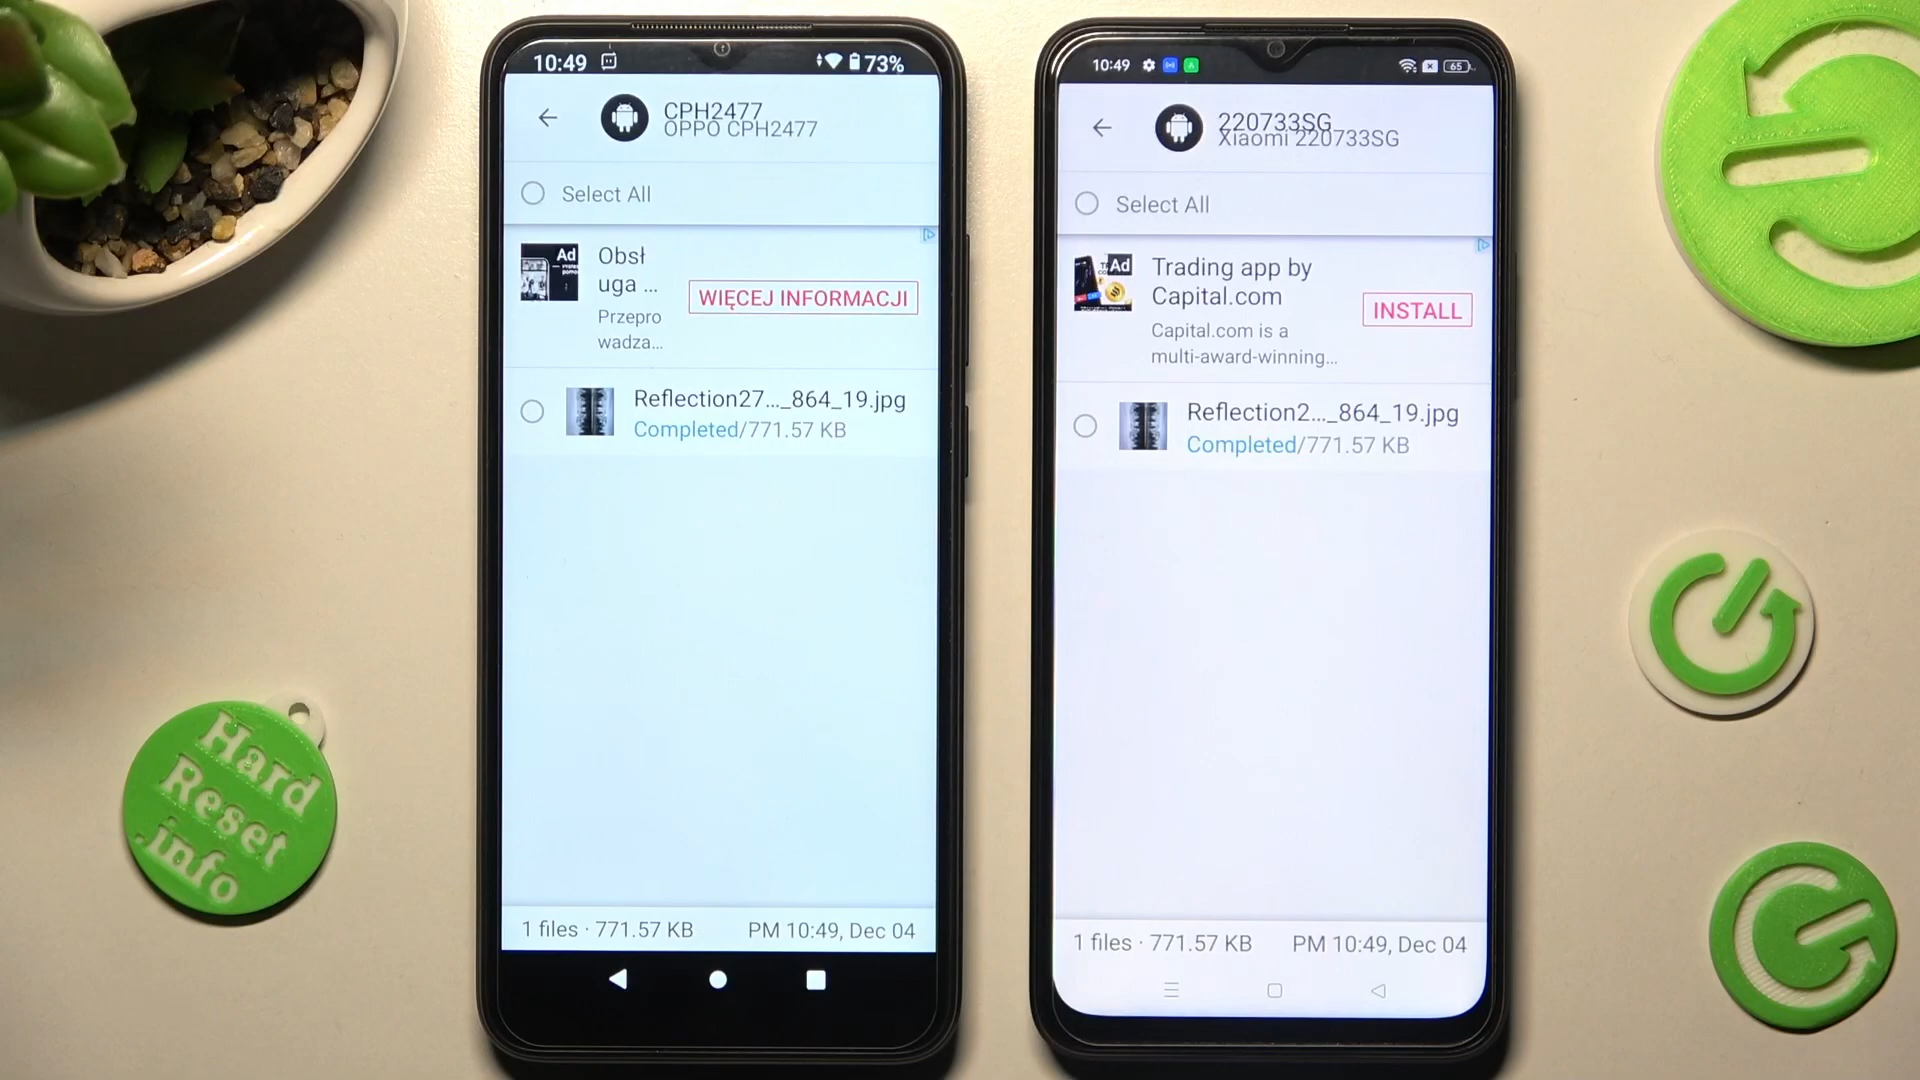 10:49
73%
CPH2477
OPPO CPH2477
Select All
Ad
Obsł
uga ...
Przepro
wadza...
WIĘCEJ INFORMACJI
Reflection27..._864_19.jpg
Completed/771.57 KB
1 files · 771.57 KB
PM 10:49, Dec 04
10:49
65
220733SG
Xiaomi 220733SG
Select All
Ad
Trading app by
Capital.com
Capital.com is a
multi-award-winning...
INSTALL
Reflection2..._864_19.jpg
Completed/771.57 KB
1 files · 771.57 KB
PM 10:49, Dec 04
Hard
Reset
.info